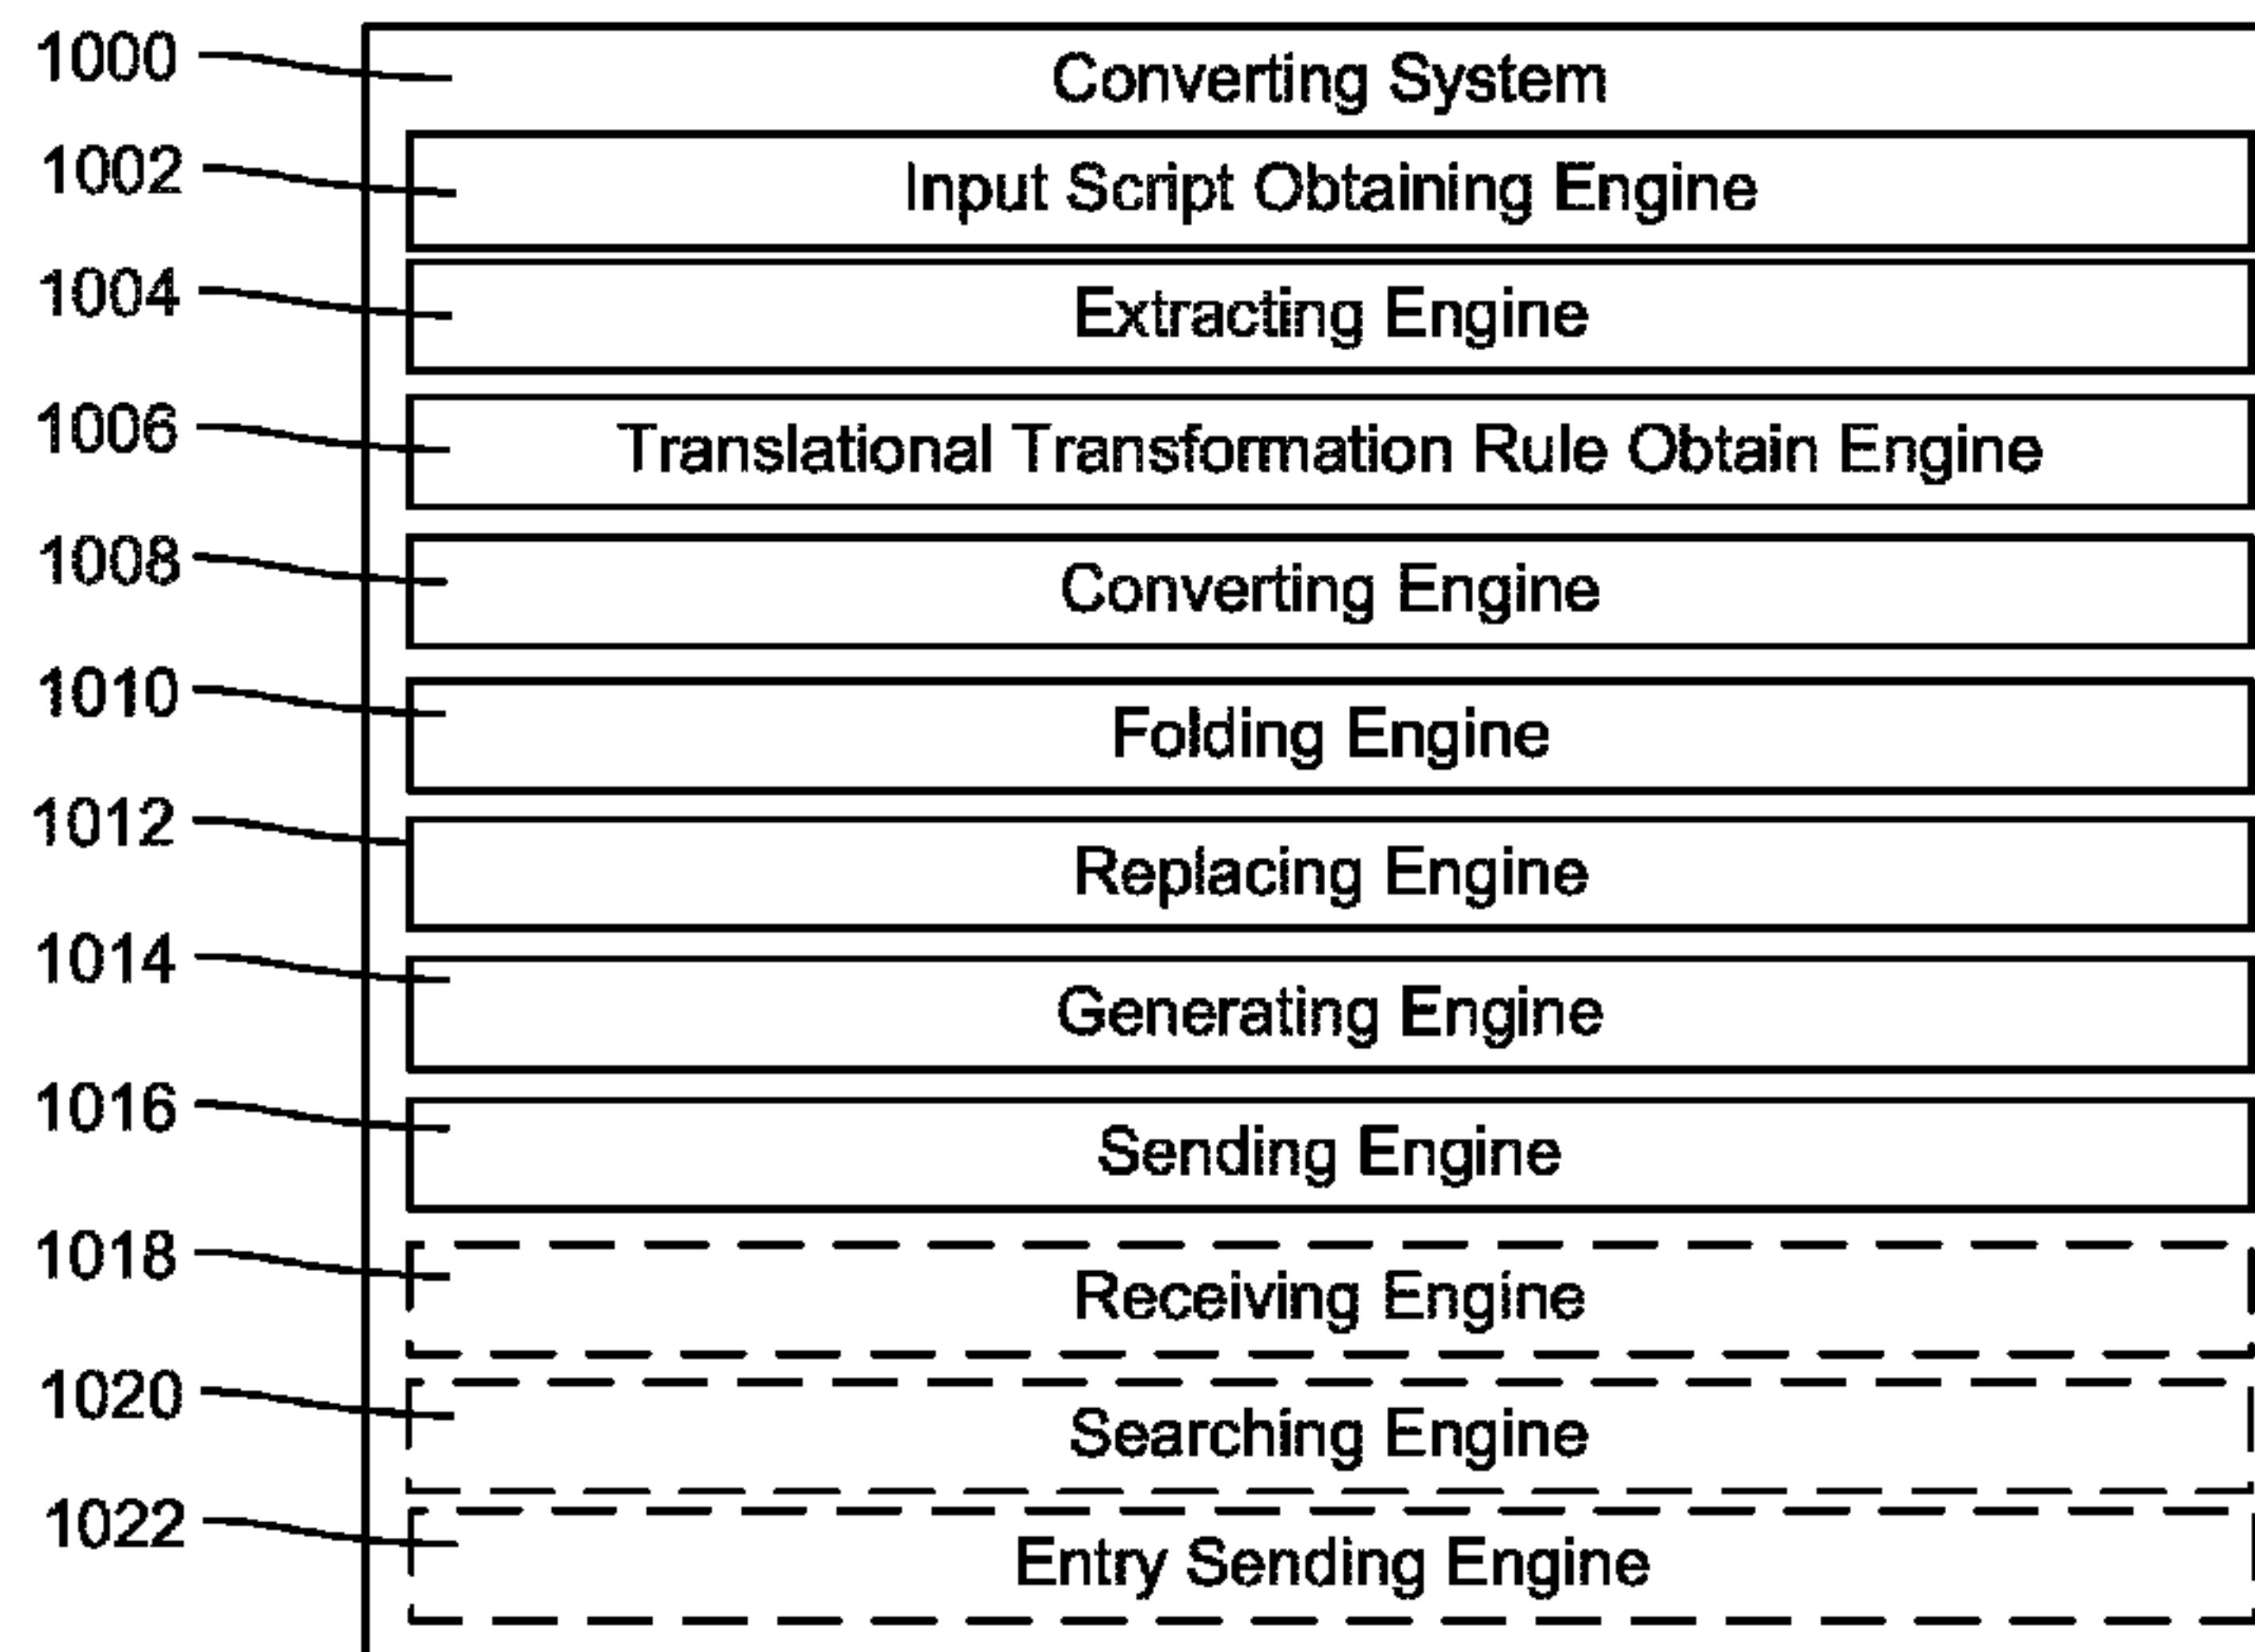 1000 Converting System
1002 Input Script Obtaining Engine
1004 Extracting Engine
1006 Translational Transformation Rule Obtain Engine
1008 Converting Engine
1010 Folding Engine
1012 Replacing Engine
1014 Generating Engine
1016 Sending Engine
1018 Receiving Engine
1020 Searching Engine
1022 Entry Sending Engine